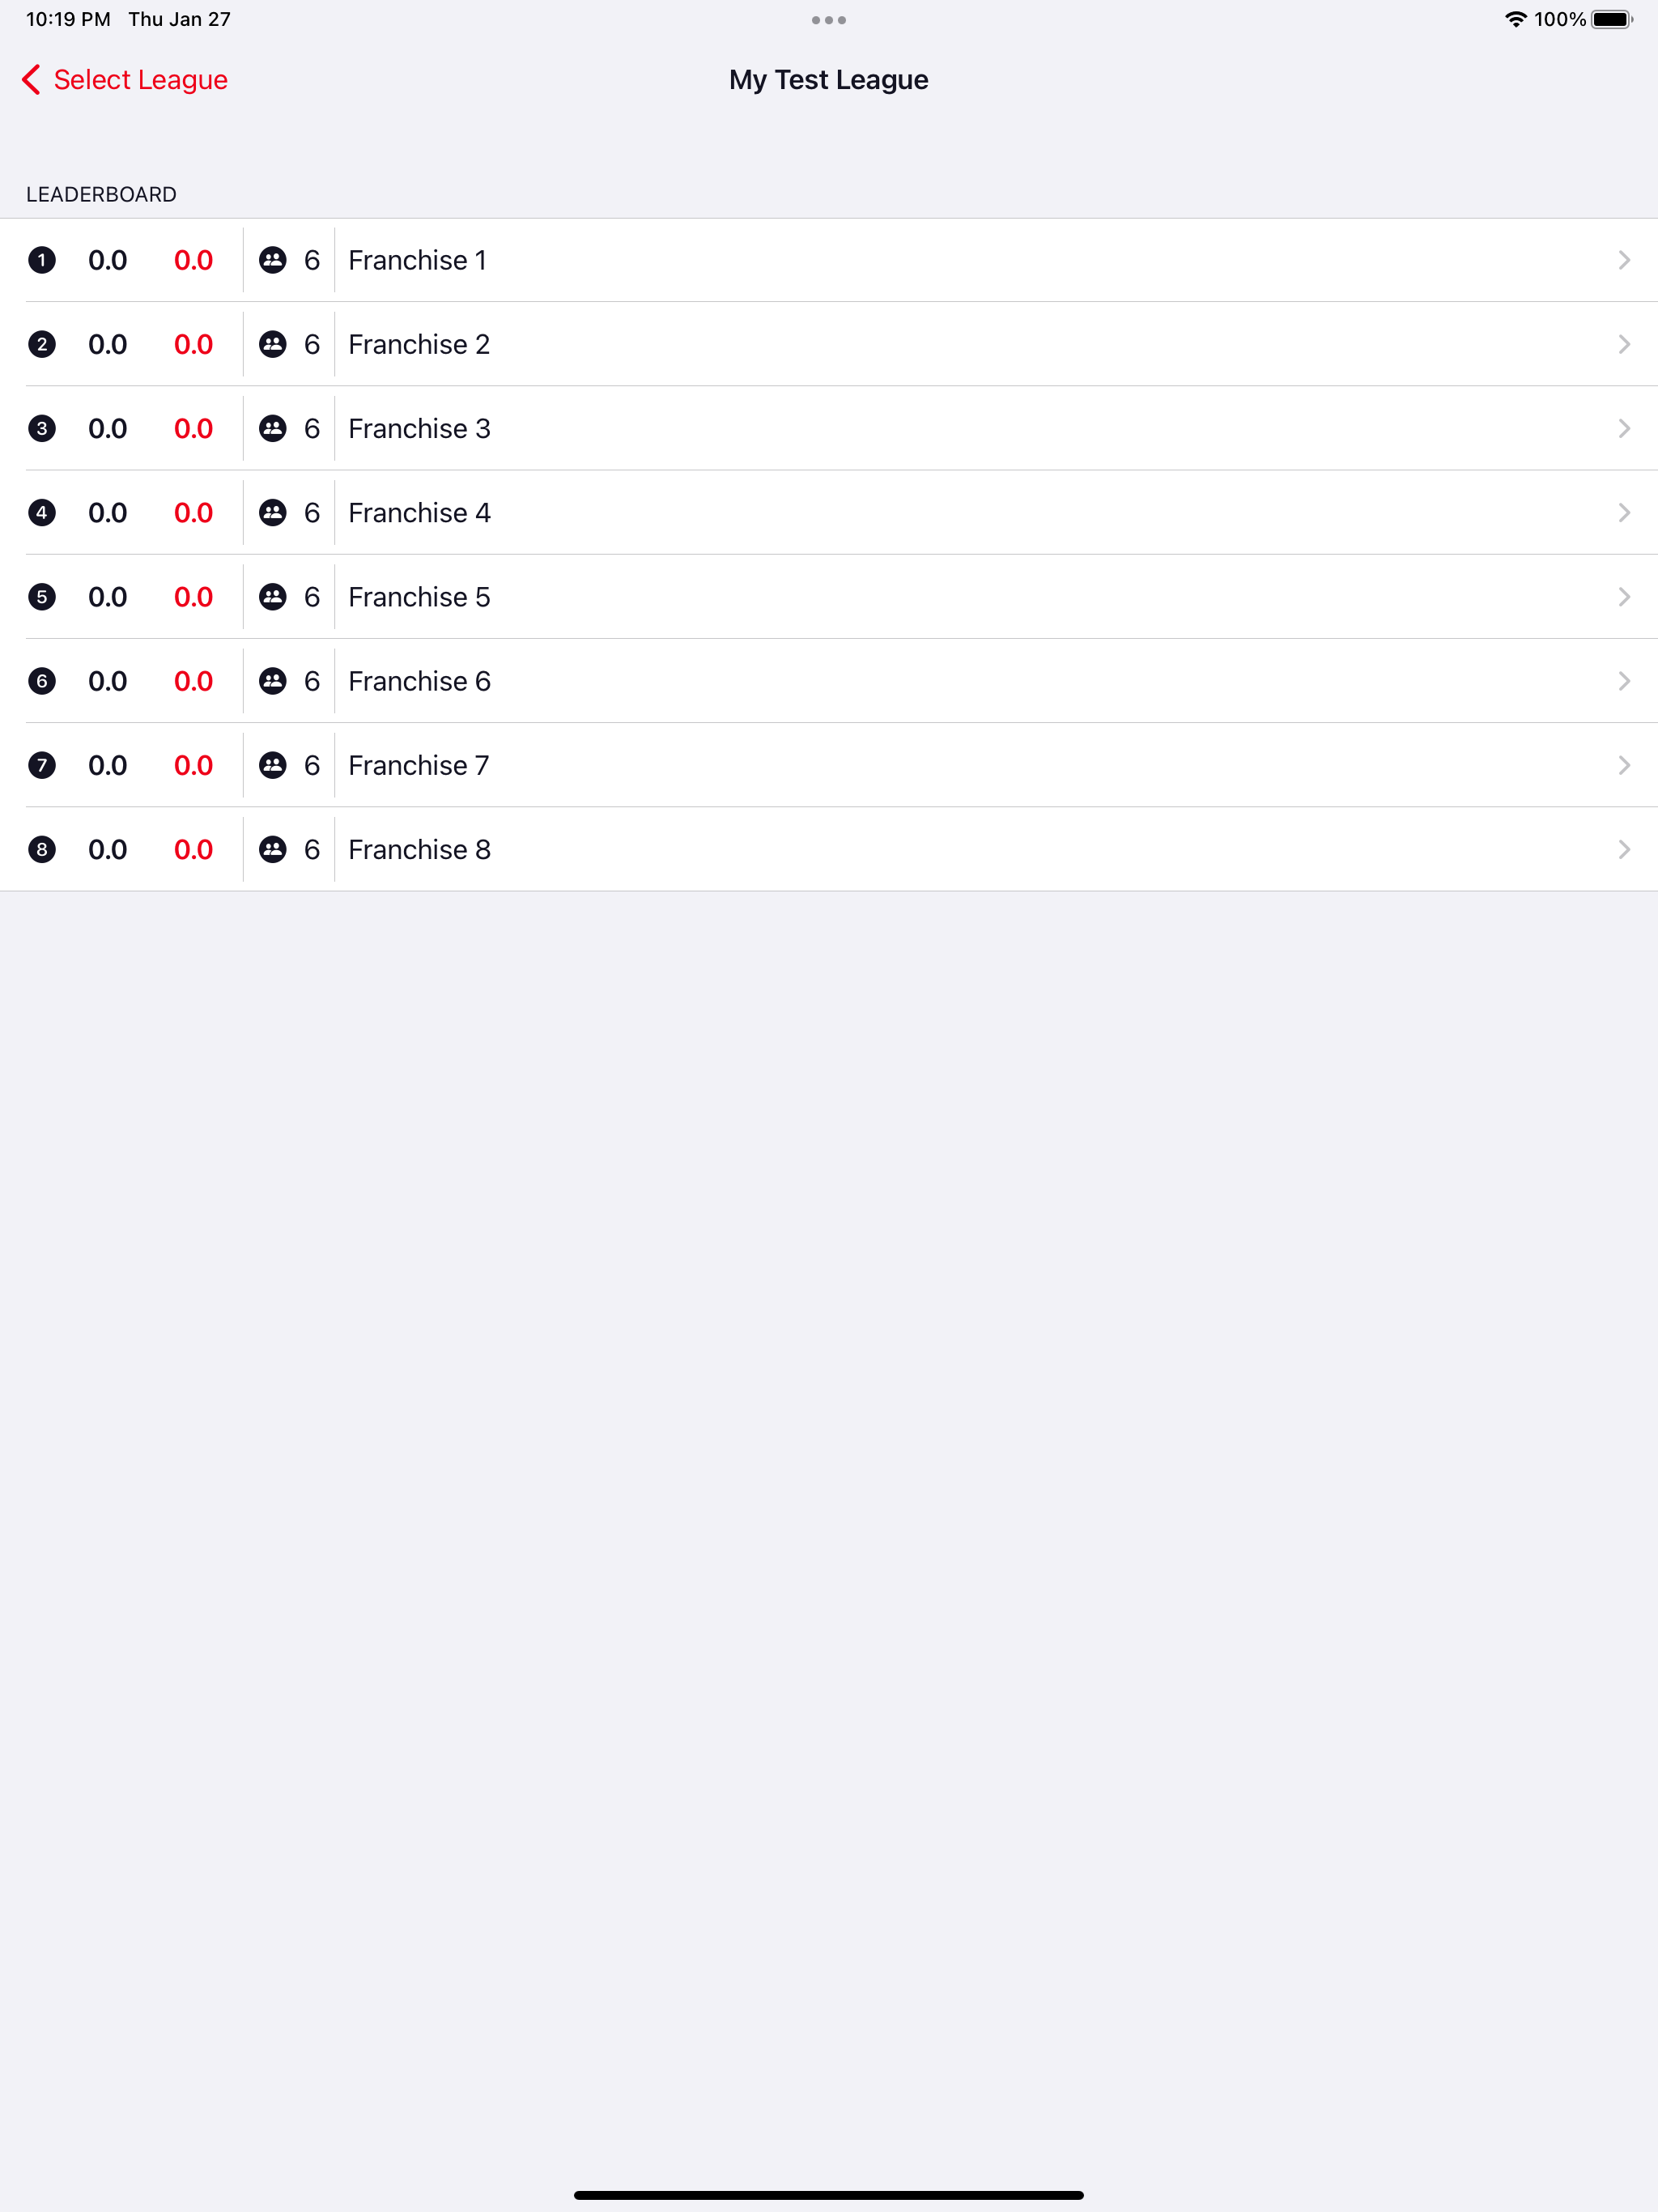 10:19 PM Thu Jan 27 100%
Select League My Test League
LEADERBOARD
1 0.0 0.0 6 Franchise 1
2 0.0 0.0 6 Franchise 2
3 0.0 0.0 6 Franchise 3
4 0.0 0.0 6 Franchise 4
5 0.0 0.0 6 Franchise 5
6 0.0 0.0 6 Franchise 6
7 0.0 0.0 6 Franchise 7
8 0.0 0.0 6 Franchise 8